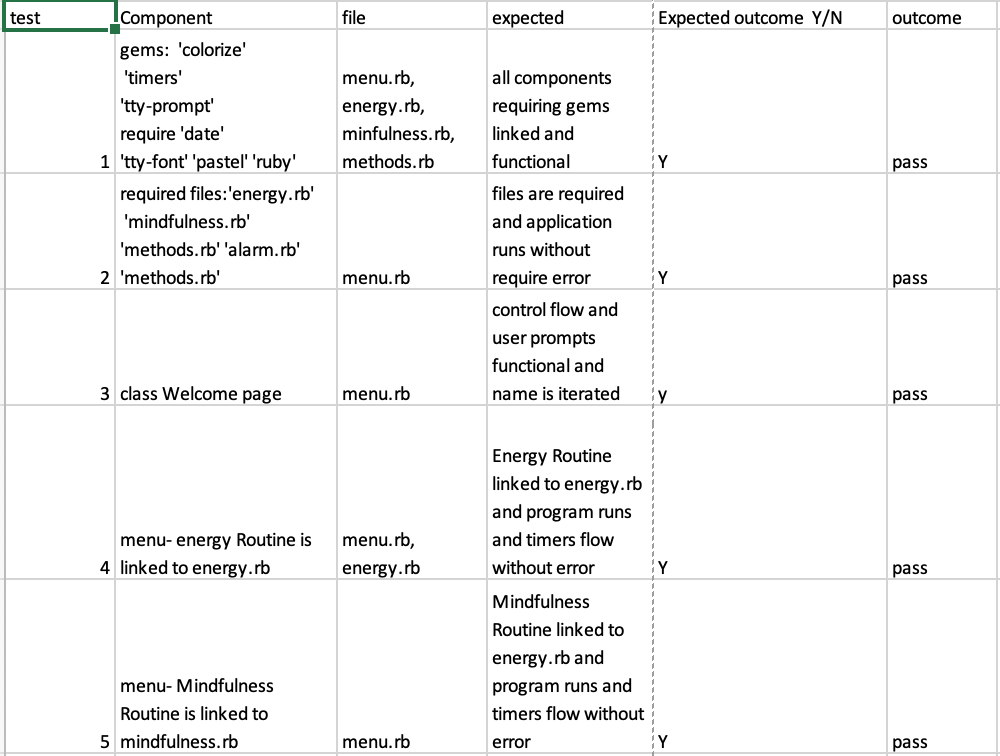 test Component file expected Expected outcome Y/N outcome
gems: 'colorize'
'timers'
'tty-prompt'
require 'date'
'tty-font' 'pastel' 'ruby'
1
menu.rb,
energy.rb,
minfulness.rb,
methods.rb
all components
requiring gems
linked and
functional
Y
pass
required files:'energy.rb'
'mindfulness.rb'
'methods.rb' 'alarm.rb'
'methods.rb'
2
menu.rb
files are required
and application
runs without
require error
Y
pass
3
class Welcome page
menu.rb
control flow and
user prompts
functional and
name is iterated
y
pass
4
menu- energy Routine is
linked to energy.rb
menu.rb,
energy.rb
Energy Routine
linked to energy.rb
and program runs
and timers flow
without error
Y
pass
5
menu- Mindfulness
Routine is linked to
mindfulness.rb
menu.rb
Mindfulness
Routine linked to
energy.rb and
program runs and
timers flow without
error
Y
pass